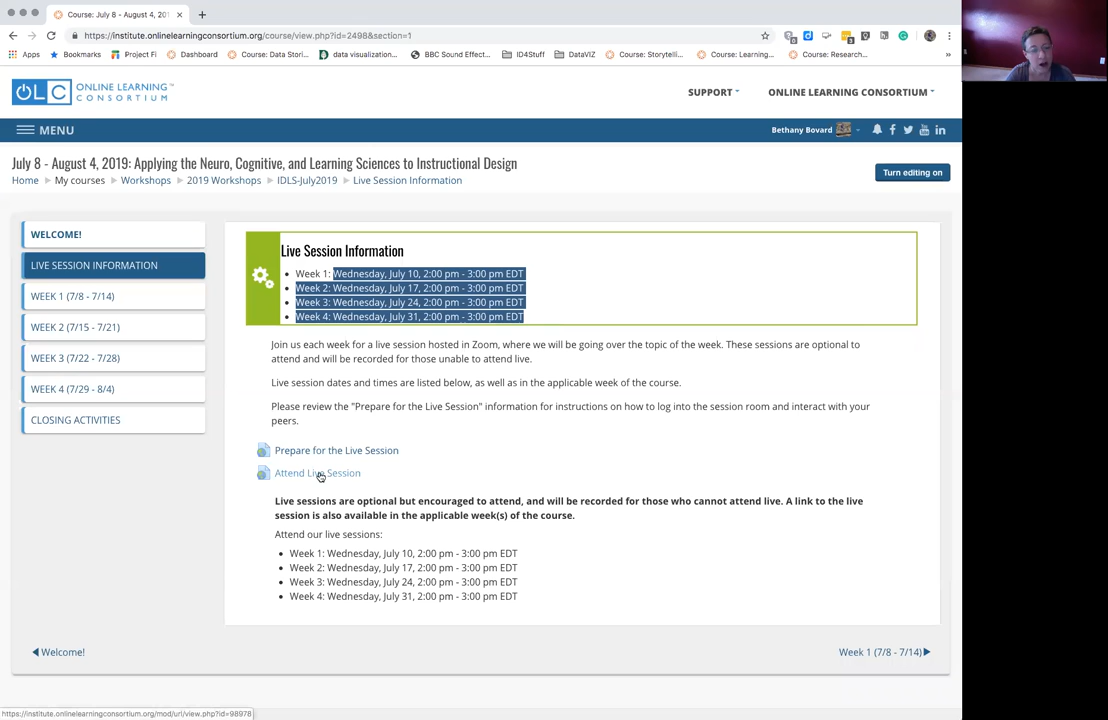 Course: July 8 - August 4, 201
https://institute.onlinelearningconsortium.org/course/view.php?id=2498&section=1
Apps
Bookmarks
Project Fi
Dashboard
Course: Data Stori...
data visualization...
BBC Sound Effect...
ID4Stuff
DataVIZ
Course: Storytelli...
Course: Learning...
Course: Research...
»
OLC ONLINE LEARNING™
CONSORTIUM
SUPPORT
ONLINE LEARNING CONSORTIUM
MENU
Bethany Bovard
July 8 - August 4, 2019: Applying the Neuro, Cognitive, and Learning Sciences to Instructional Design
Home My courses Workshops 2019 Workshops IDLS-July2019 Live Session Information
Turn editing on
WELCOME!
LIVE SESSION INFORMATION
WEEK 1 (7/8 - 7/14)
WEEK 2 (7/15 - 7/21)
WEEK 3 (7/22 - 7/28)
WEEK 4 (7/29 - 8/4)
CLOSING ACTIVITIES
Live Session Information
• Week 1: Wednesday, July 10, 2:00 pm - 3:00 pm EDT
• Week 2: Wednesday, July 17, 2:00 pm - 3:00 pm EDT
• Week 3: Wednesday, July 24, 2:00 pm - 3:00 pm EDT
• Week 4: Wednesday, July 31, 2:00 pm - 3:00 pm EDT
Join us each week for a live session hosted in Zoom, where we will be going over the topic of the week. These sessions are optional to
attend and will be recorded for those unable to attend live.
Live session dates and times are listed below, as well as in the applicable week of the course.
Please review the "Prepare for the Live Session" information for instructions on how to log into the session room and interact with your
peers.
Prepare for the Live Session
Attend Live Session
Live sessions are optional but encouraged to attend, and will be recorded for those who cannot attend live. A link to the live
session is also available in the applicable week(s) of the course.
Attend our live sessions:
• Week 1: Wednesday, July 10, 2:00 pm - 3:00 pm EDT
• Week 2: Wednesday, July 17, 2:00 pm - 3:00 pm EDT
• Week 3: Wednesday, July 24, 2:00 pm - 3:00 pm EDT
• Week 4: Wednesday, July 31, 2:00 pm - 3:00 pm EDT
Welcome!
Week 1 (7/8 - 7/14)
https://institute.onlinelearningconsortium.org/mod/url/view.php?id=98978